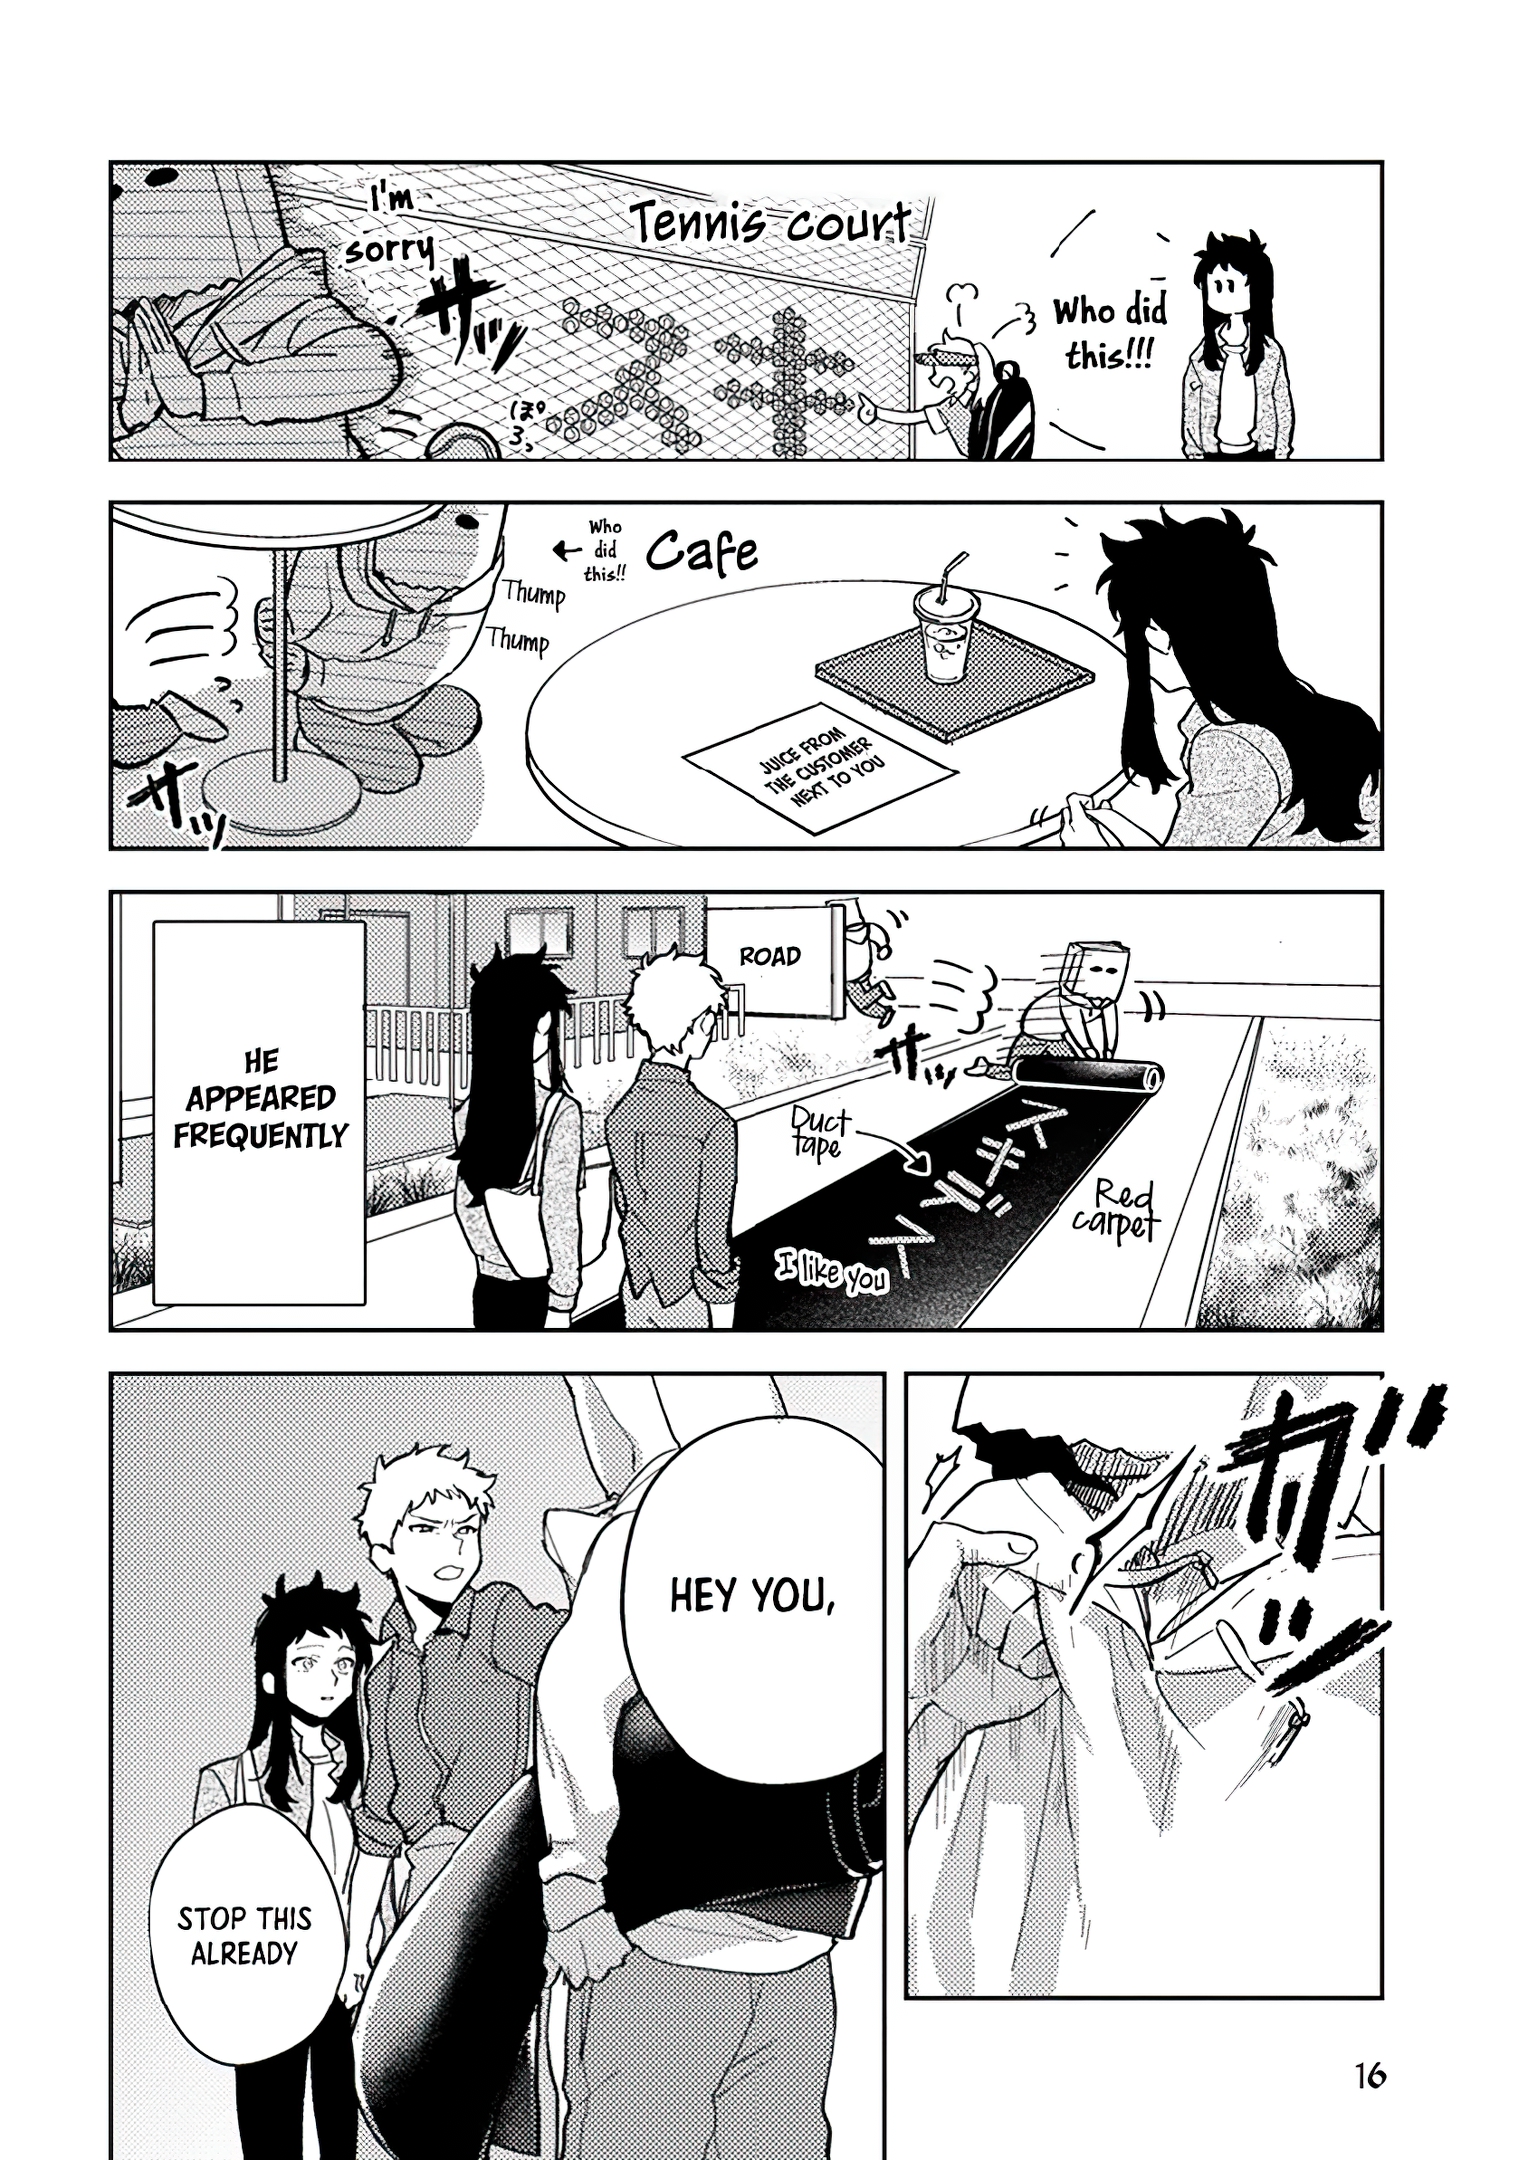 Who did
this!!!
Tennis court
スキ
I'm
sorry
ザッ
ぽ
ろっ
Cafe
Who
did
this!!
Thump
Thump
JUICE FROM
THE CUSTOMER
NEXT TO YOU
ザッ
ROAD
ザッ
スキ
Duct
tape
Red
carpet
I like you
HE
APPEARED
FREQUENTLY
ガッ
HEY YOU,
STOP THIS
ALREADY
16